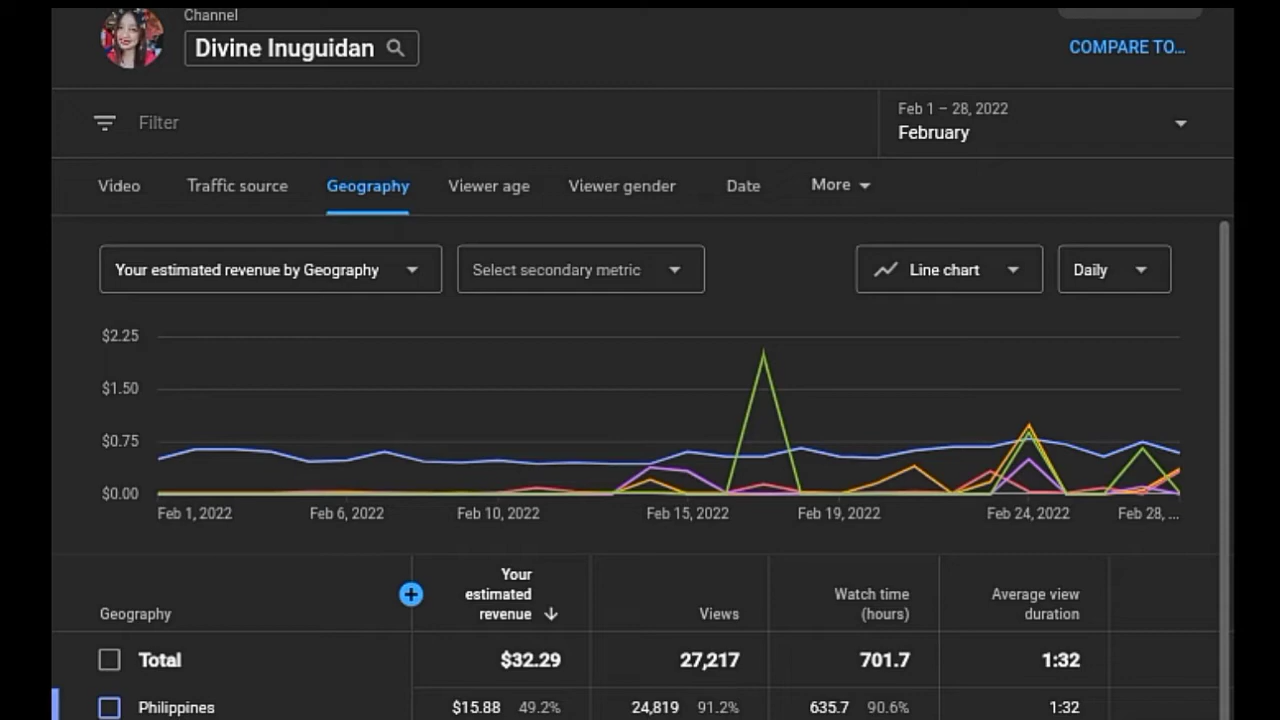 Channel
Divine Inuguidan
COMPARE TO...
Filter
Feb 1 – 28, 2022
February
Video Traffic source Geography Viewer age Viewer gender Date More
Your estimated revenue by Geography Select secondary metric Line chart Daily
$2.25
$1.50
$0.75
$0.00
Feb 1, 2022 Feb 6, 2022 Feb 10, 2022 Feb 15, 2022 Feb 19, 2022 Feb 24, 2022 Feb 28, ...
Geography
Your
estimated
revenue
Views
Watch time
(hours)
Average view
duration
Total $32.29 27,217 701.7 1:32
Philippines $15.88 49.2% 24,819 91.2% 635.7 90.6% 1:32